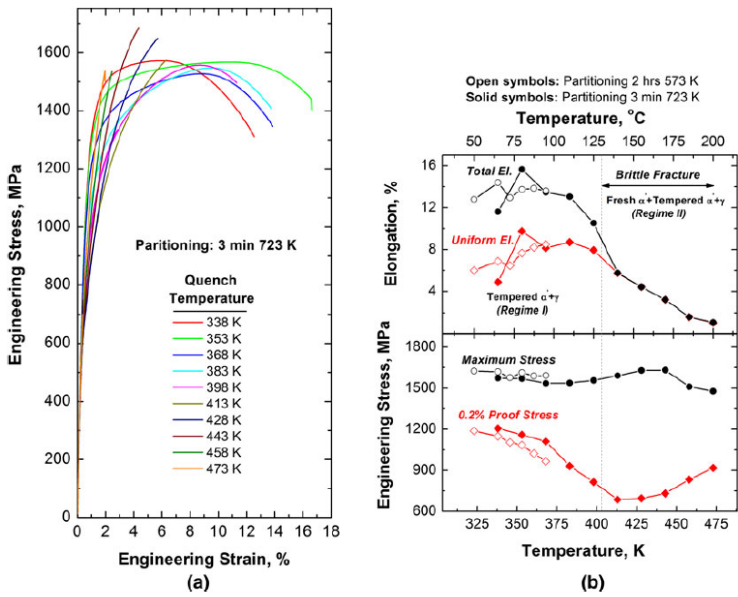 1600
1400
1200
1000
800
600
400
200
0
Engineering Stress, MPa
Paritioning: 3 min 723 K
Quench
Temperature
338 K
353 K
368 K
383 K
398 K
413 K
428 K
443 K
458 K
473 K
0 2 4 6 8 10 12 14 16 18
Engineering Strain, %
(a)
Open symbols: Partitioning 2 hrs 573 K
Solid symbols: Partitioning 3 min 723 K
Temperature, °C
50 75 100 125 150 175 200
16
12
8
4
Elongation, %
Total El.
Brittle Fracture
Fresh α'+Tempered α'+γ
(Regime II)
Uniform El.
Tempered α'+γ
(Regime I)
1800
1500
1200
900
600
Engineering Stress, MPa
Maximum Stress
0.2% Proof Stress
325 350 375 400 425 450 475
Temperature, K
(b)